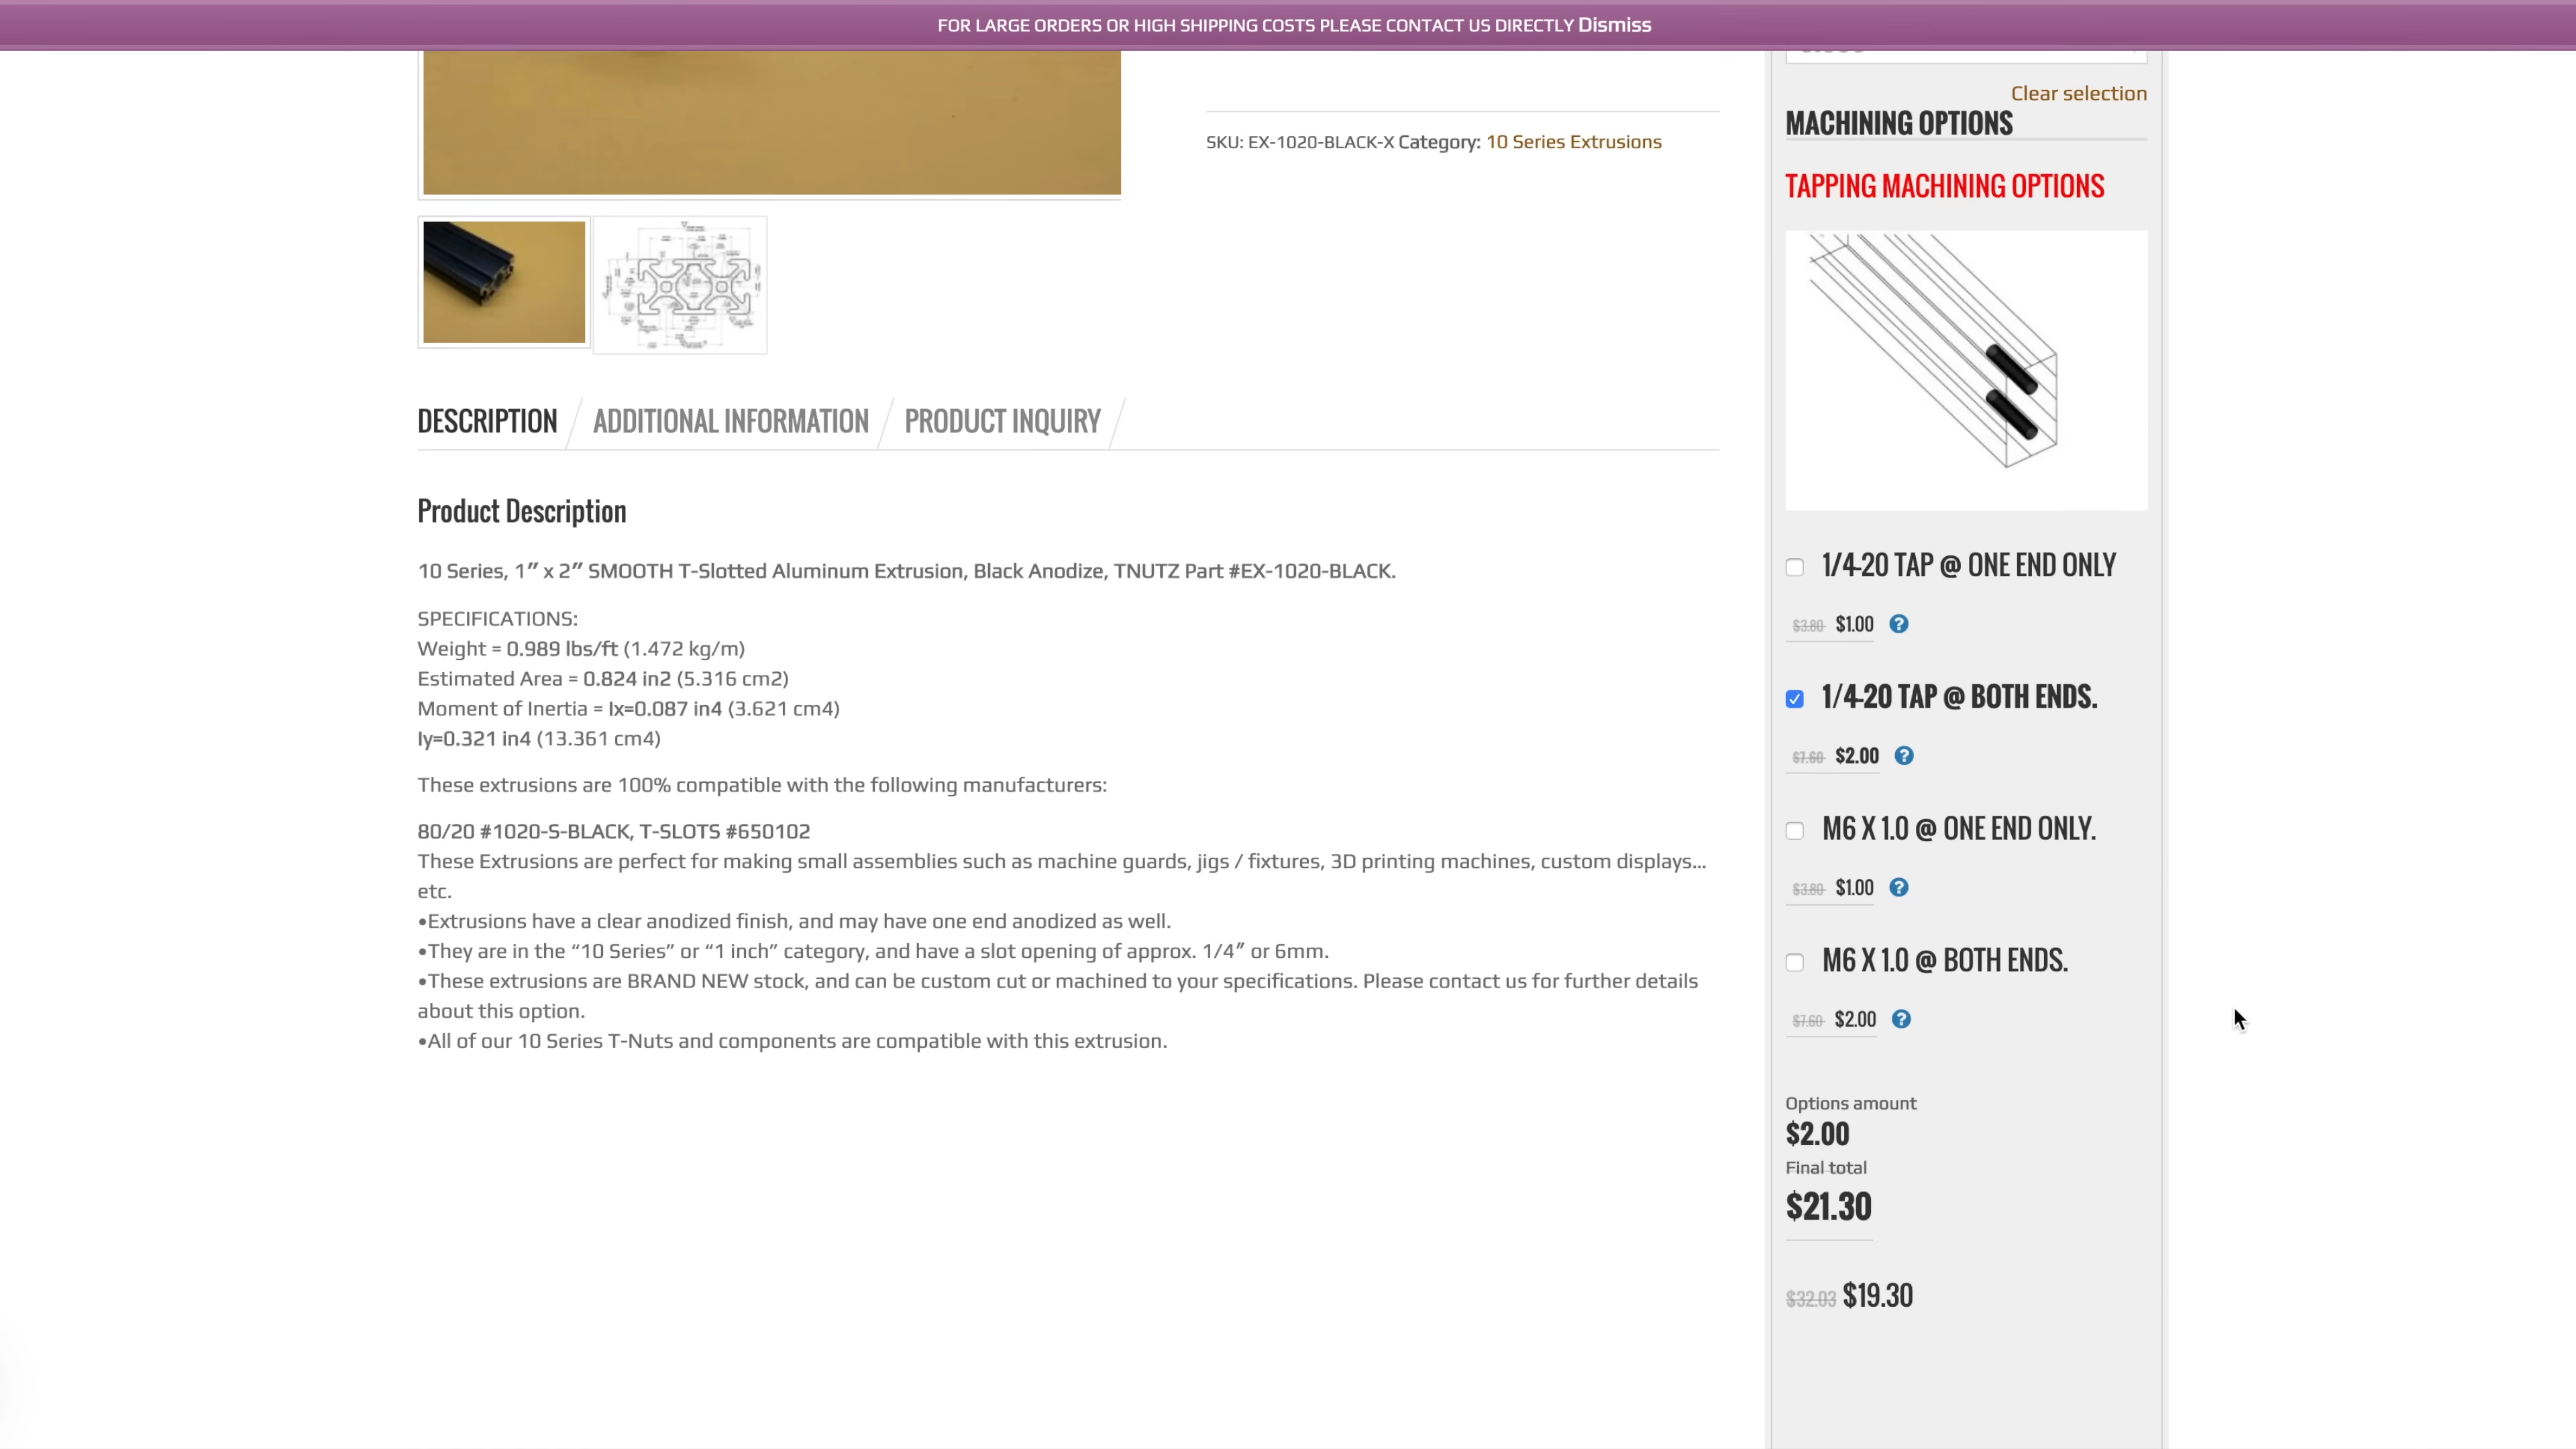 FOR LARGE ORDERS OR HIGH SHIPPING COSTS PLEASE CONTACT US DIRECTLY Dismiss
SKU: EX-1020-BLACK-X Category: 10 Series Extrusions
DESCRIPTION
ADDITIONAL INFORMATION
PRODUCT INQUIRY
Product Description
10 Series, 1″ x 2″ SMOOTH T-Slotted Aluminum Extrusion, Black Anodize, TNUTZ Part #EX-1020-BLACK.
SPECIFICATIONS:
Weight = 0.989 lbs/ft (1.472 kg/m)
Estimated Area = 0.824 in2 (5.316 cm2)
Moment of Inertia = Ix=0.087 in4 (3.621 cm4)
Iy=0.321 in4 (13.361 cm4)
These extrusions are 100% compatible with the following manufacturers:
80/20 #1020-S-BLACK, T-SLOTS #650102
These Extrusions are perfect for making small assemblies such as machine guards, jigs / fixtures, 3D printing machines, custom displays…
etc.
•Extrusions have a clear anodized finish, and may have one end anodized as well.
•They are in the “10 Series” or “1 inch” category, and have a slot opening of approx. 1/4″ or 6mm.
•These extrusions are BRAND NEW stock, and can be custom cut or machined to your specifications. Please contact us for further details
about this option.
•All of our 10 Series T-Nuts and components are compatible with this extrusion.
Clear selection
MACHINING OPTIONS
TAPPING MACHINING OPTIONS
1/4-20 TAP @ ONE END ONLY
$3.80 $1.00 ?
1/4-20 TAP @ BOTH ENDS.
$7.60 $2.00 ?
M6 X 1.0 @ ONE END ONLY.
$3.80 $1.00 ?
M6 X 1.0 @ BOTH ENDS.
$7.60 $2.00 ?
Options amount
$2.00
Final total
$21.30
$32.03 $19.30